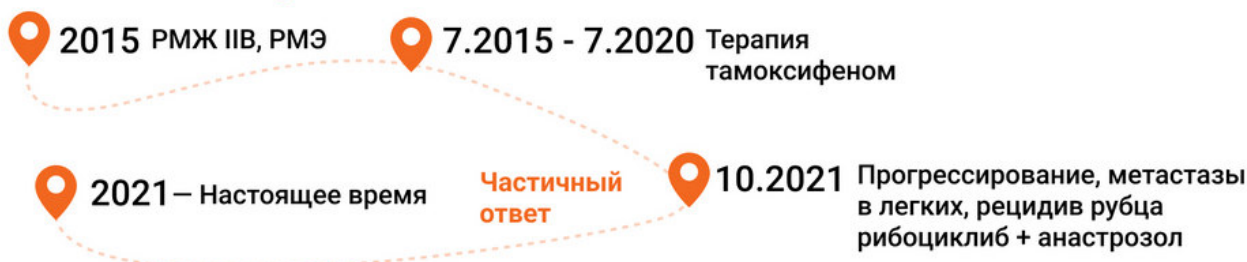 2015 РМЖ IIB, РМЭ
7.2015 - 7.2020 Терапия
тамоксифеном
10.2021 Прогрессирование, метастазы
в легких, рецидив рубца
рибоциклиб + анастрозол
Частичный
ответ
2021 — Настоящее время